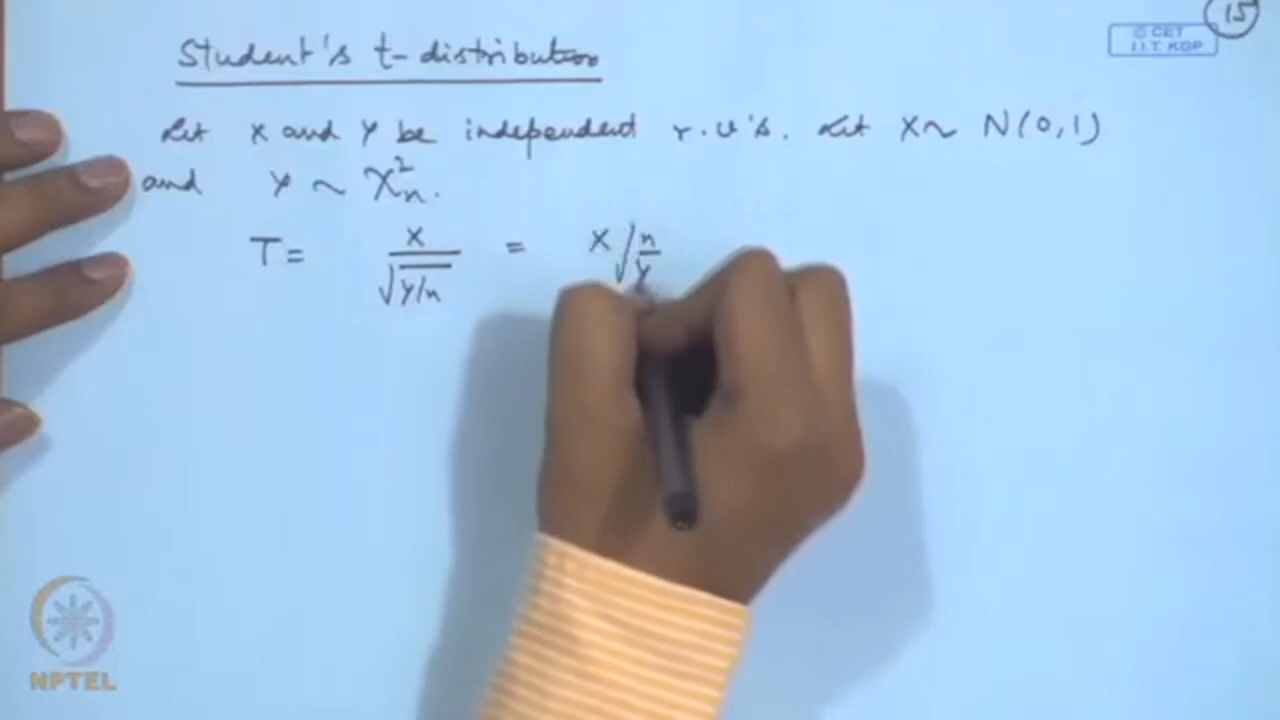 15
© CET
I.I.T. KGP
Student's t-distribution
Let X and Y be independent r.v's. Let X ~ N(0,1)
and Y ~ χ²ₙ.
T = X / √(Y/n) = X √(n/Y)
NPTEL